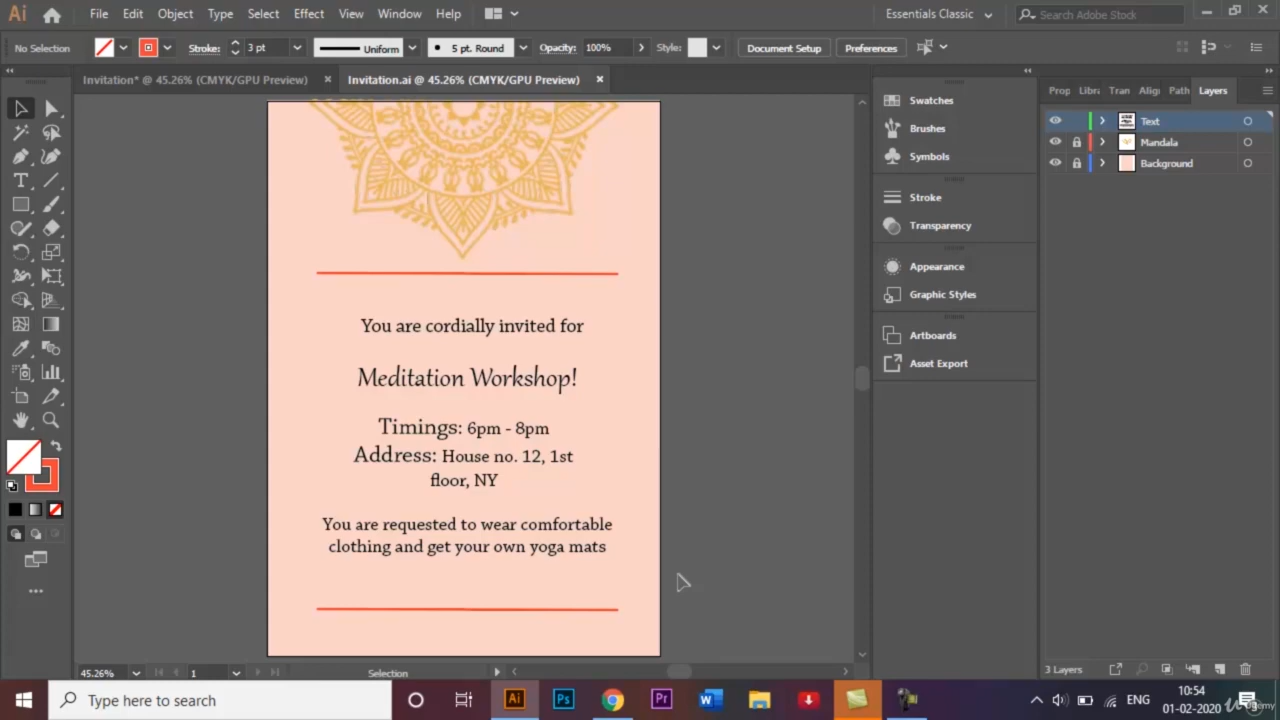 Ai File Edit Object Type Select Effect View Window Help Essentials Classic Search Adobe Stock
No Selection Stroke: 3 pt Uniform 5 pt. Round Opacity: 100% Style: Document Setup Preferences
Invitation* @ 45.26% (CMYK/GPU Preview) × Invitation.ai @ 45.26% (CMYK/GPU Preview) ×
Prop Libra Tran Aligi Path Layers
Swatches
Brushes
Symbols
Stroke
Transparency
Appearance
Graphic Styles
Artboards
Asset Export
Text
Mandala
Background
You are cordially invited for
Meditation Workshop!
Timings: 6pm - 8pm
Address: House no. 12, 1st
floor, NY
You are requested to wear comfortable
clothing and get your own yoga mats
45.26% 1 Selection
3 Layers
Type here to search
Ai Ps Pr W
ENG
10:54
01-02-2020